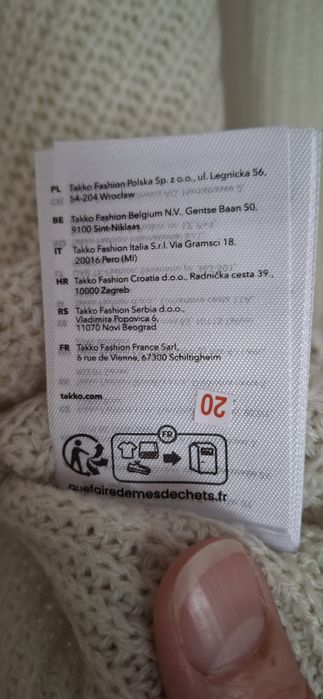 PL Takko Fashion Polska Sp. z o.o., ul. Legnicka 56,
54-204 Wrocław
BE Takko Fashion Belgium N.V., Gentse Baan 50,
9100 Sint-Niklaas
IT Takko Fashion Italia S.r.l. Via Gramsci 18,
20016 Pero (MI)
HR Takko Fashion Croatia d.o.o., Radnička cesta 39.,
10000 Zagreb
RS Takko Fashion Serbia d.o.o.,
Vladimira Popovica 6,
11070 Novi Beograd
FR Takko Fashion France Sarl,
6 rue de Vienne, 67300 Schiltigheim
takko.com
20
FR
quefairedemesdechets.fr